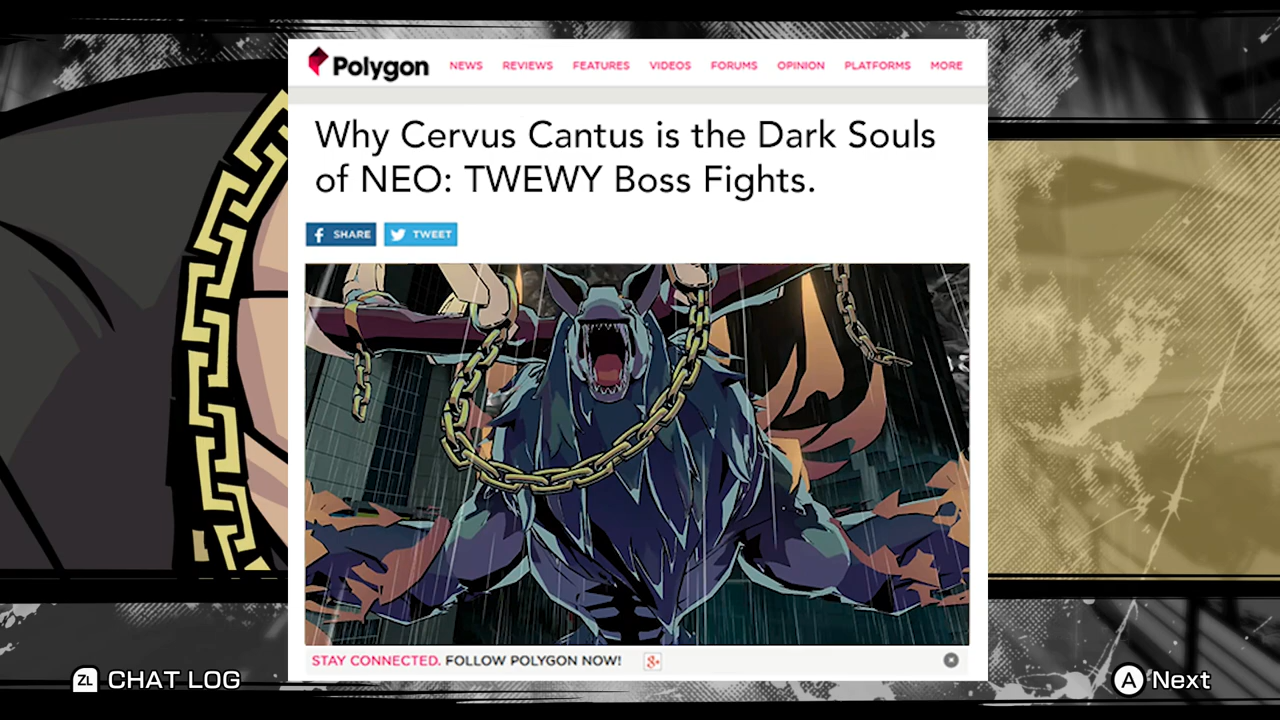 Polygon
NEWS REVIEWS FEATURES VIDEOS FORUMS OPINION PLATFORMS MORE
Why Cervus Cantus is the Dark Souls
of NEO: TWEWY Boss Fights.
f SHARE TWEET
STAY CONNECTED. FOLLOW POLYGON NOW! g+
ZL CHAT LOG
A Next